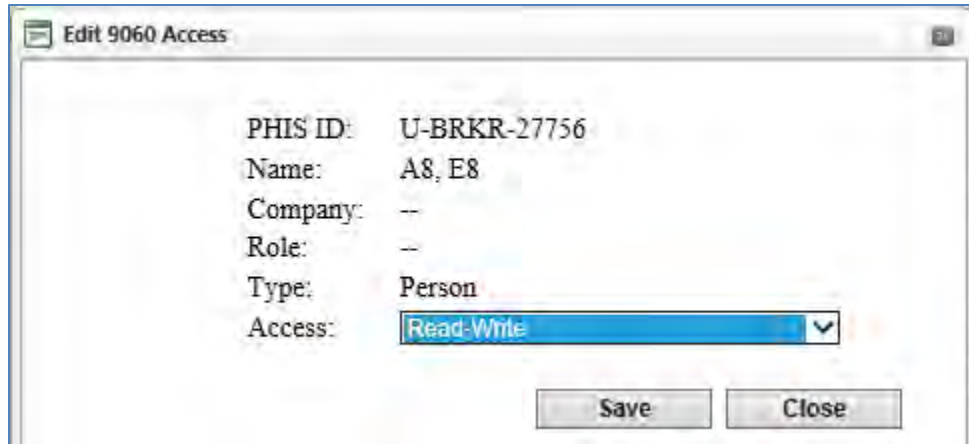 Edit 9060 Access
PHIS ID: U-BRKR-27756
Name: A8, E8
Company: --
Role: --
Type: Person
Access: Read-Write
Save Close